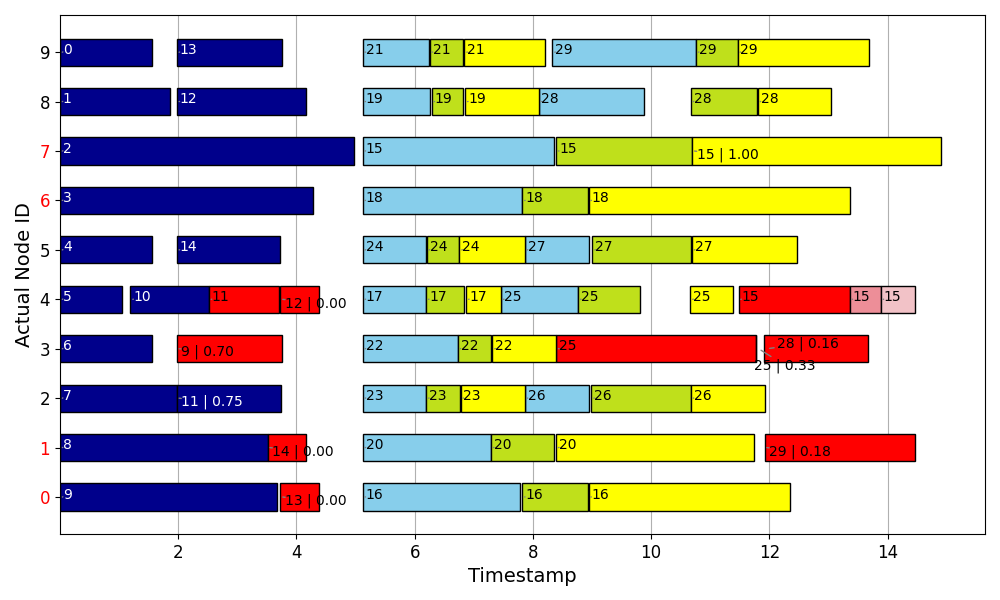 9 0 13 21 21 21 29 29 29
8 1 12 19 19 19 28 28 28
7 2 15 15 15 | 1.00
6 3 18 18 18
5 4 14 24 24 24 27 27 27
4 5 10 11 12 | 0.00 17 17 17 25 25 25 15 15 15
3 6 9 | 0.70 22 22 22 25 28 | 0.16
25 | 0.33
2 7 11 | 0.75 23 23 23 26 26 26
1 8 14 | 0.00 20 20 20 29 | 0.18
0 9 13 | 0.00 16 16 16
2 4 6 8 10 12 14
Timestamp
Actual Node ID